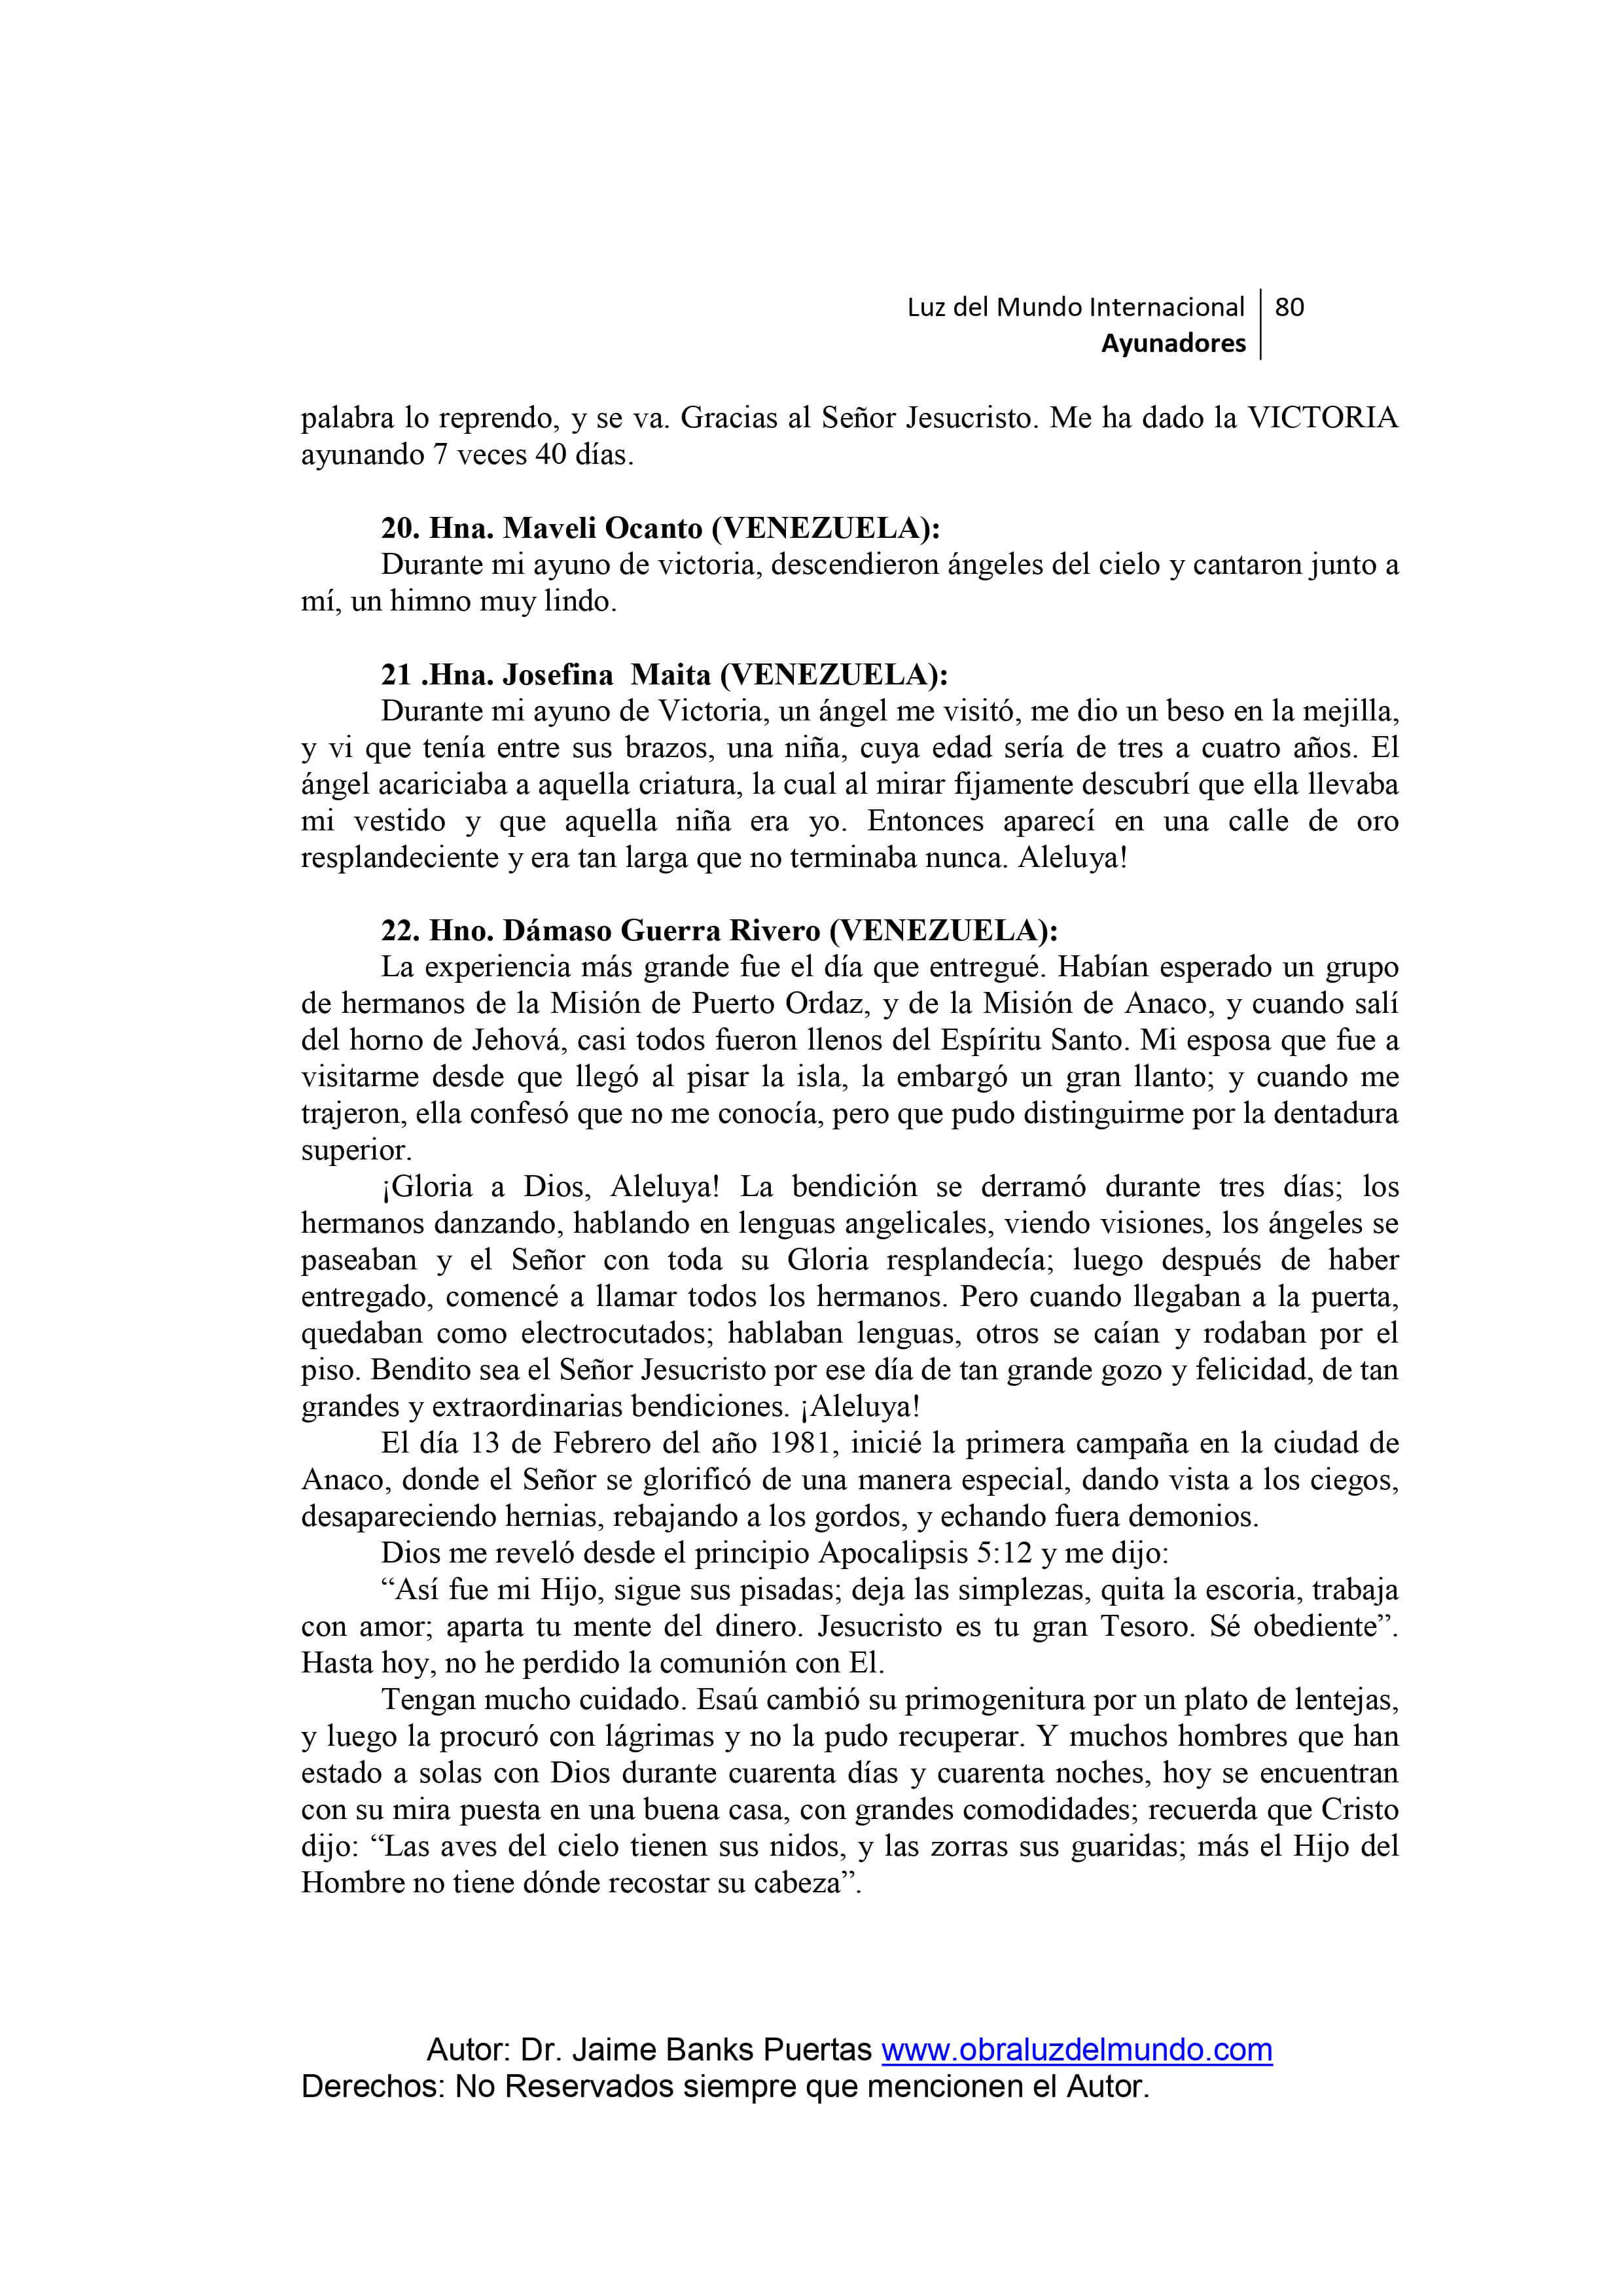 Luz del Mundo Internacional 80
Ayunadores
palabra lo reprendo, y se va. Gracias al Señor Jesucristo. Me ha dado la VICTORIA
ayunando 7 veces 40 días.
20. Hna. Maveli Ocanto (VENEZUELA):
Durante mi ayuno de victoria, descendieron ángeles del cielo y cantaron junto a
mí, un himno muy lindo.
21 .Hna. Josefina  Maita (VENEZUELA):
Durante mi ayuno de Victoria, un ángel me visitó, me dio un beso en la mejilla,
y vi que tenía entre sus brazos, una niña, cuya edad sería de tres a cuatro años. El
ángel acariciaba a aquella criatura, la cual al mirar fijamente descubrí que ella llevaba
mi vestido y que aquella niña era yo. Entonces aparecí en una calle de oro
resplandeciente y era tan larga que no terminaba nunca. Aleluya!
22. Hno. Dámaso Guerra Rivero (VENEZUELA):
La experiencia más grande fue el día que entregué. Habían esperado un grupo
de hermanos de la Misión de Puerto Ordaz, y de la Misión de Anaco, y cuando salí
del horno de Jehová, casi todos fueron llenos del Espíritu Santo. Mi esposa que fue a
visitarme desde que llegó al pisar la isla, la embargó un gran llanto; y cuando me
trajeron, ella confesó que no me conocía, pero que pudo distinguirme por la dentadura
superior.
¡Gloria a Dios, Aleluya! La bendición se derramó durante tres días; los
hermanos danzando, hablando en lenguas angelicales, viendo visiones, los ángeles se
paseaban y el Señor con toda su Gloria resplandecía; luego después de haber
entregado, comencé a llamar todos los hermanos. Pero cuando llegaban a la puerta,
quedaban como electrocutados; hablaban lenguas, otros se caían y rodaban por el
piso. Bendito sea el Señor Jesucristo por ese día de tan grande gozo y felicidad, de tan
grandes y extraordinarias bendiciones. ¡Aleluya!
El día 13 de Febrero del año 1981, inicié la primera campaña en la ciudad de
Anaco, donde el Señor se glorificó de una manera especial, dando vista a los ciegos,
desapareciendo hernias, rebajando a los gordos, y echando fuera demonios.
Dios me reveló desde el principio Apocalipsis 5:12 y me dijo:
“Así fue mi Hijo, sigue sus pisadas; deja las simplezas, quita la escoria, trabaja
con amor; aparta tu mente del dinero. Jesucristo es tu gran Tesoro. Sé obediente”.
Hasta hoy, no he perdido la comunión con El.
Tengan mucho cuidado. Esaú cambió su primogenitura por un plato de lentejas,
y luego la procuró con lágrimas y no la pudo recuperar. Y muchos hombres que han
estado a solas con Dios durante cuarenta días y cuarenta noches, hoy se encuentran
con su mira puesta en una buena casa, con grandes comodidades; recuerda que Cristo
dijo: “Las aves del cielo tienen sus nidos, y las zorras sus guaridas; más el Hijo del
Hombre no tiene dónde recostar su cabeza”.
Autor: Dr. Jaime Banks Puertas www.obraluzdelmundo.com
Derechos: No Reservados siempre que mencionen el Autor.